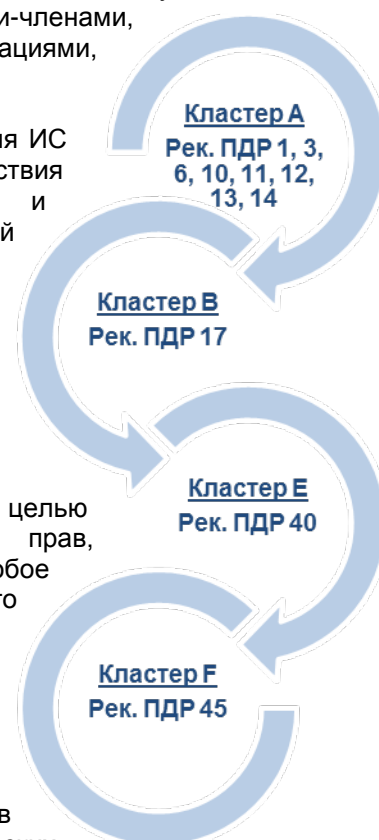 и-членами,
ациями,
Кластер А
Рек. ПДР 1, 3,
6, 10, 11, 12,
13, 14
ия ИС
ствия
и
й
Кластер В
Рек. ПДР 17
Кластер Е
Рек. ПДР 40
целью
прав,
обое
го
Кластер F
Рек. ПДР 45
в